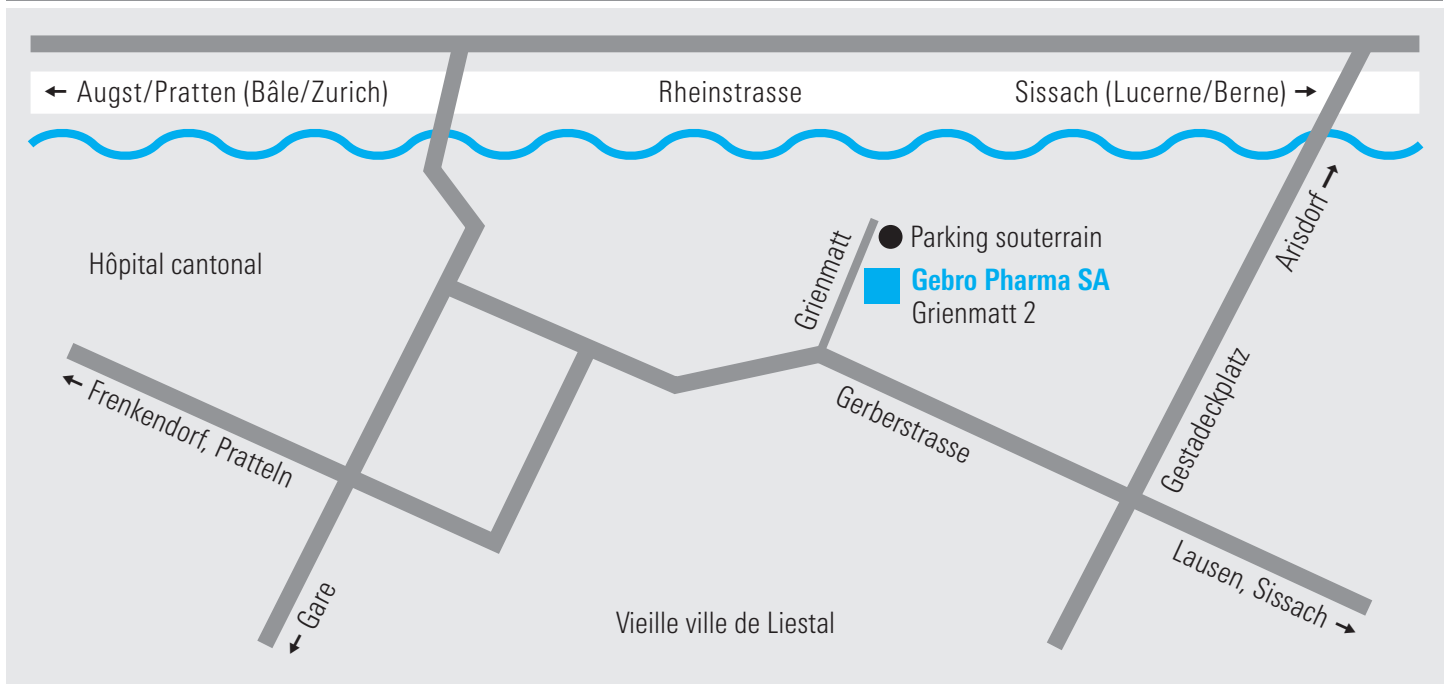 ← Augst/Pratten (Bâle/Zurich)
Rheinstrasse
Sissach (Lucerne/Berne) →
Hôpital cantonal
Grienmatt
Parking souterrain
Gebro Pharma SA
Grienmatt 2
Arisdorf →
Gestadeckplatz
Gerberstrasse
← Frenkendorf, Pratteln
Lausen, Sissach →
← Gare
Vieille ville de Liestal